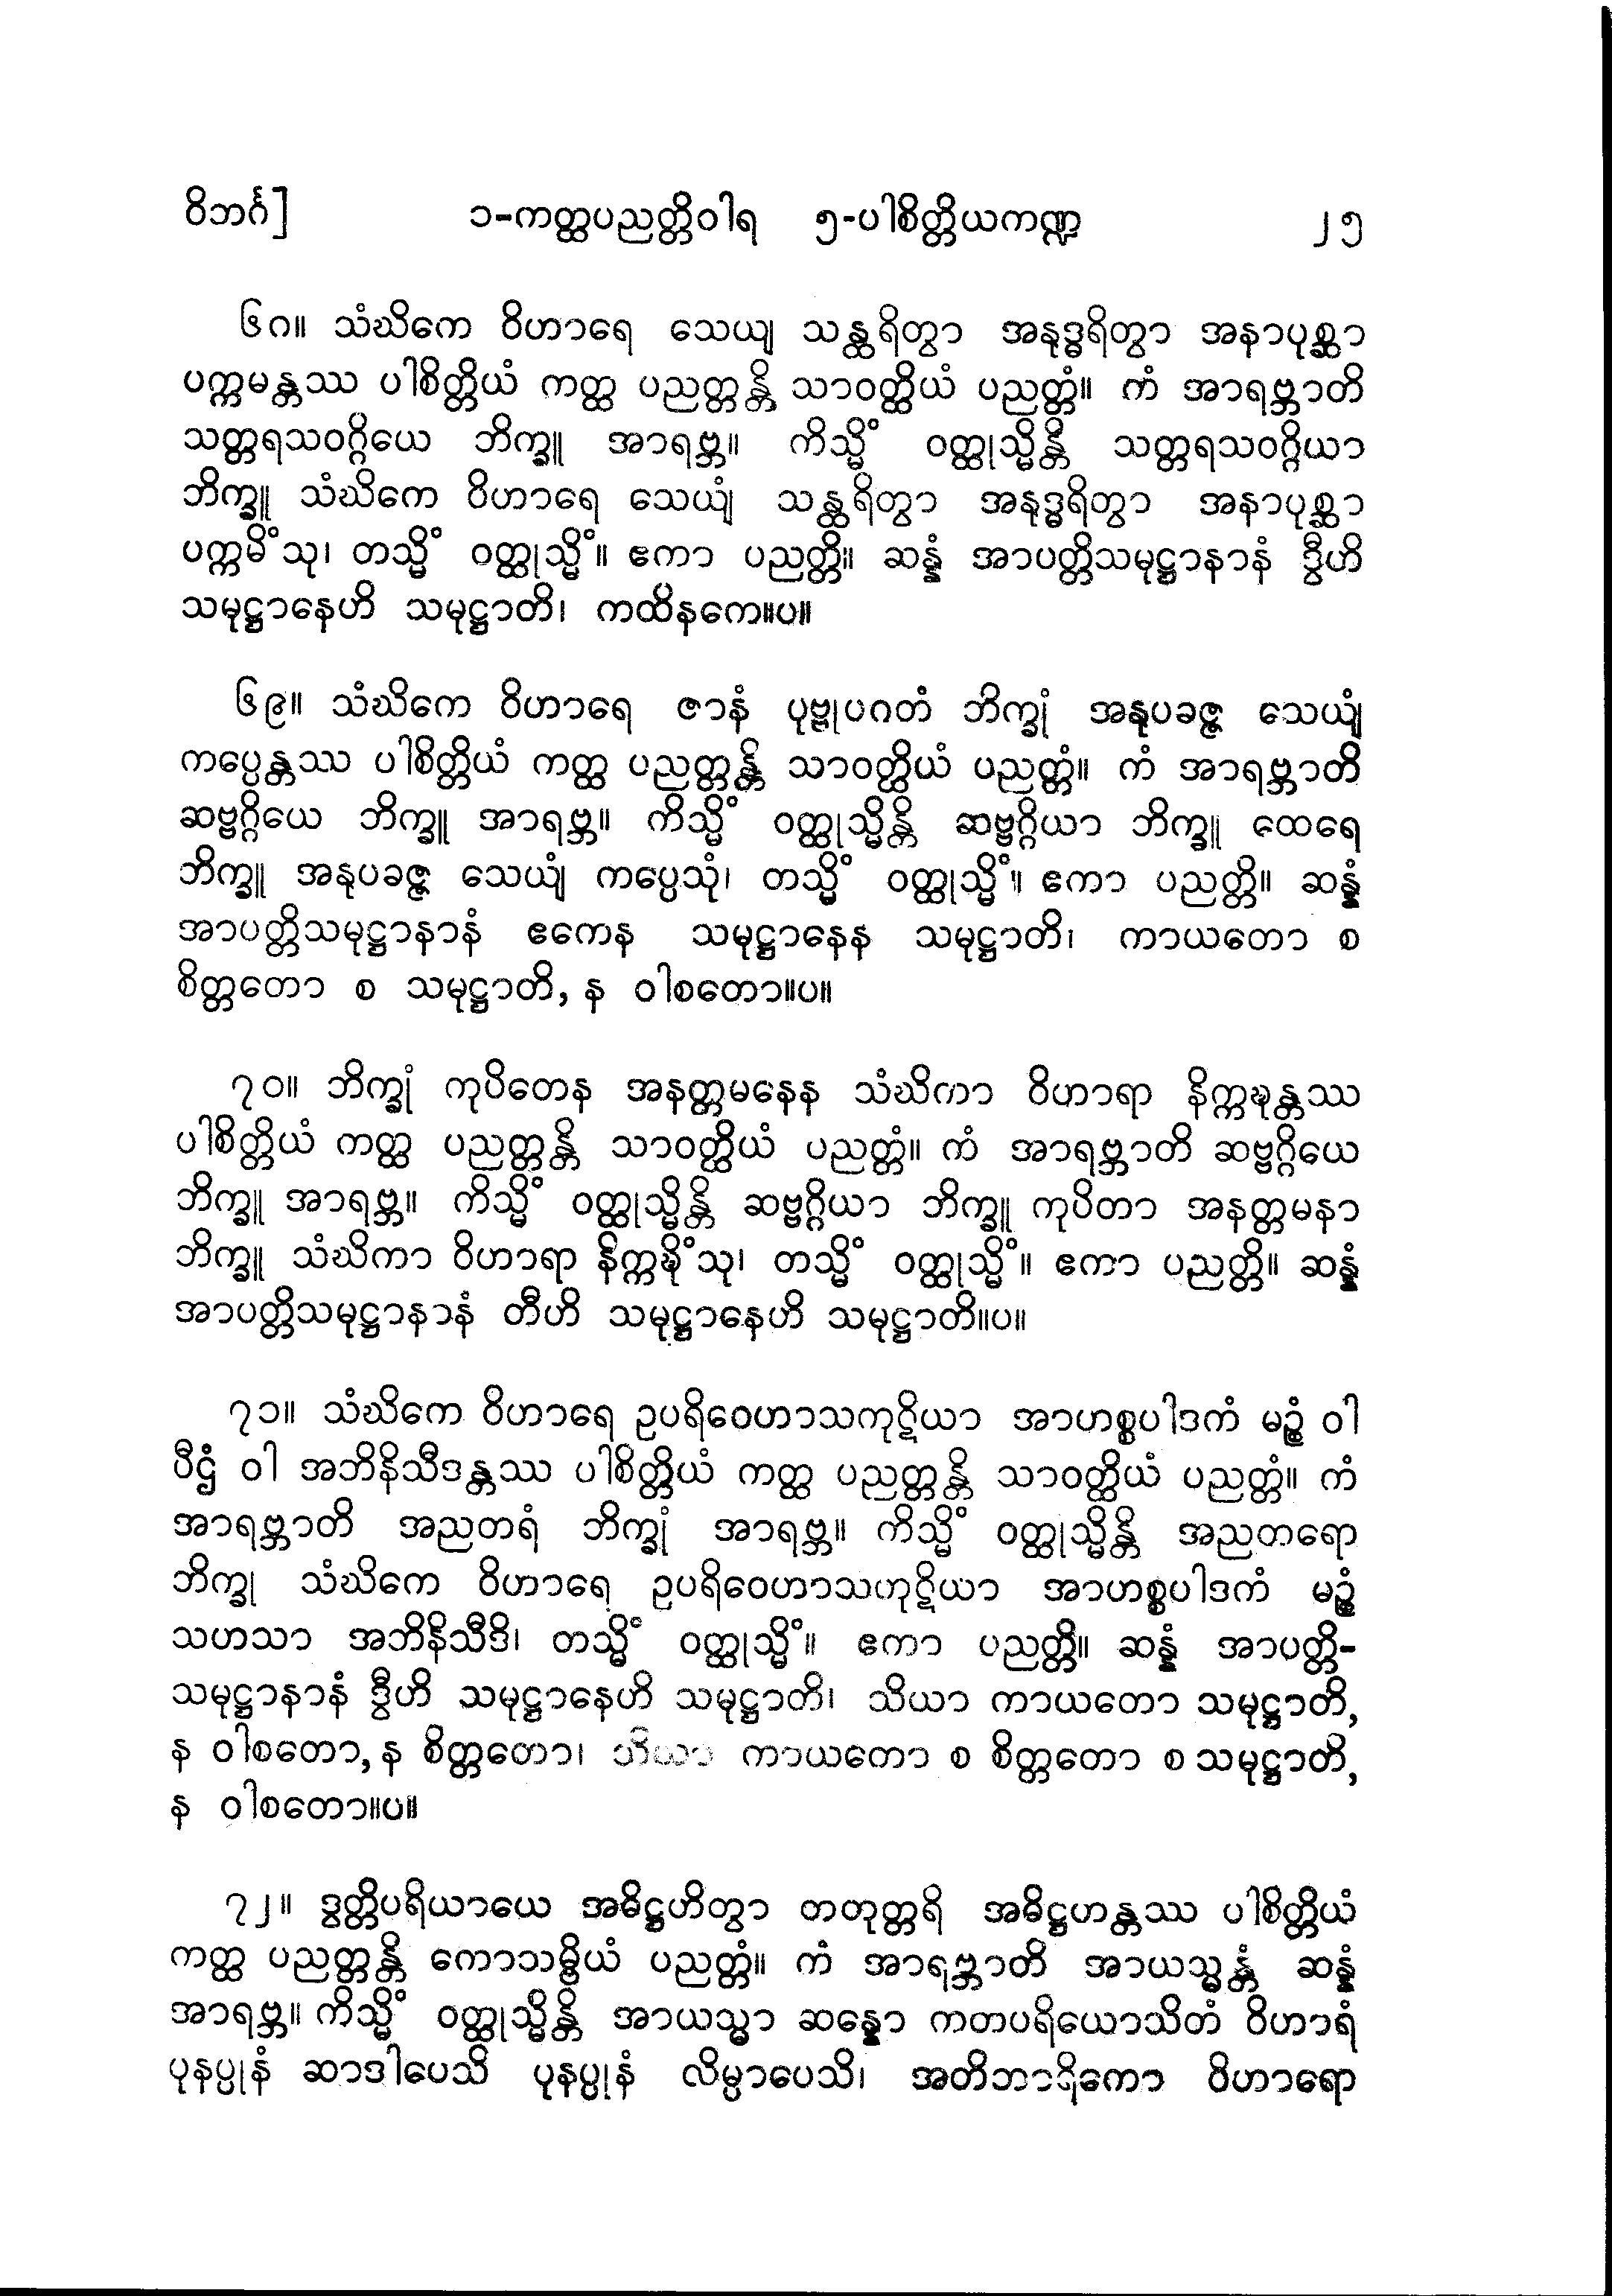 ဝိဘင်္ဂ]	၁-ကတ္ထပညတ္တိဝါရ ၅-ပါစိတ္တိယကဏ္ဍ	၂၅
၆၈။ သံဃိကေ ဝိဟာရေ သေယျ သန္ထရိတွာ အနုဒ္ဓရိတွာ အနာပုစ္ဆာ
ပက္ကမန္တဿ ပါစိတ္တိယံ ကတ္ထ ပညတ္တန္တိ သာဝတ္ထိယံ ပညတ္တံ။ ကံ အာရဗ္ဘာတိ
သတ္တရသဝဂ္ဂိယေ ဘိက္ခူ အာရဗ္ဘ။ ကိသ္မိံ ဝတ္ထုသ္မိန္တိ သတ္တရသဝဂ္ဂိယာ
ဘိက္ခူ သံဃိကေ ဝိဟာရေ သေယျံ သန္ထရိတွာ အနုဒ္ဓရိတွာ အနာပုစ္ဆာ
ပက္ကမိံသု၊ တသ္မိံ ဝတ္ထုသ္မိံ။ ဧကာ ပညတ္တိ။ ဆန္နံ အာပတ္တိသမုဋ္ဌာနာနံ ဒွီဟိ
သမုဋ္ဌာနေဟိ သမုဋ္ဌာတိ၊ ကထိနကေ။ပ။
၆၉။ သံဃိကေ ဝိဟာရေ ဇာနံ ပုဗ္ဗုပဂတံ ဘိက္ခုံ အနုပခဇ္ဇ သေယျံ
ကပ္ပေန္တဿ ပါစိတ္တိယံ ကတ္ထ ပညတ္တန္တိ သာဝတ္ထိယံ ပညတ္တံ။ ကံ အာရဗ္ဘာတိ
ဆဗ္ဗဂ္ဂိယေ ဘိက္ခူ အာရဗ္ဘ။ ကိသ္မိံ ဝတ္ထုသ္မိန္တိ ဆဗ္ဗဂ္ဂိယာ ဘိက္ခူ ထေရေ
ဘိက္ခူ အနုပခဇ္ဇ သေယျံ ကပ္ပေသုံ၊ တသ္မိံ ဝတ္ထုသ္မိံ။ ဧကာ ပညတ္တိ။ ဆန္နံ
အာပတ္တိသမုဋ္ဌာနာနံ ဧကေန သမုဋ္ဌာနေန သမုဋ္ဌာတိ၊ ကာယတော စ
စိတ္တတော စ သမုဋ္ဌာတိ, န ဝါစတော။ပ။
၇၀။ ဘိက္ခုံ ကုပိတေန အနတ္တမနေန သံဃိကာ ဝိဟာရာ နိက္ကဍ္ဎန္တဿ
ပါစိတ္တိယံ ကတ္ထ ပညတ္တန္တိ သာဝတ္ထိယံ ပညတ္တံ။ ကံ အာရဗ္ဘာတိ ဆဗ္ဗဂ္ဂိယေ
ဘိက္ခူ အာရဗ္ဘ။ ကိသ္မိံ ဝတ္ထုသ္မိန္တိ ဆဗ္ဗဂ္ဂိယာ ဘိက္ခူ ကုပိတာ အနတ္တမနာ
ဘိက္ခူ သံဃိကာ ဝိဟာရာ နိက္ကဍ္ဎိံသု၊ တသ္မိံ ဝတ္ထုသ္မိံ။ ဧကာ ပညတ္တိ။ ဆန္နံ
အာပတ္တိသမုဋ္ဌာနာနံ တီဟိ သမုဋ္ဌာနေဟိ သမုဋ္ဌာတိ။ပ။
၇၁။ သံဃိကေ ဝိဟာရေ ဥပရိဝေဟာသကုဋိယာ အာဟစ္စပါဒကံ မဉ္စံ ဝါ
ပီဌံ ဝါ အဘိနိသီဒန္တဿ ပါစိတ္တိယံ ကတ္ထ ပညတ္တန္တိ သာဝတ္ထိယံ ပညတ္တံ။ ကံ
အာရဗ္ဘာတိ အညတရံ ဘိက္ခုံ အာရဗ္ဘ။ ကိသ္မိံ ဝတ္ထုသ္မိန္တိ အညတရော
ဘိက္ခု သံဃိကေ ဝိဟာရေ ဥပရိဝေဟာသကုဋိယာ အာဟစ္စပါဒကံ မဉ္စံ
သဟသာ အဘိနိသီဒိ၊ တသ္မိံ ဝတ္ထုသ္မိံ။ ဧကာ ပညတ္တိ။ ဆန္နံ အာပတ္တိ-
သမုဋ္ဌာနာနံ ဒွီဟိ သမုဋ္ဌာနေဟိ သမုဋ္ဌာတိ၊ သိယာ ကာယတော သမုဋ္ဌာတိ,
န ဝါစတော, န စိတ္တတော၊ သိယာ ကာယတော စ စိတ္တတော စ သမုဋ္ဌာတိ,
န ဝါစတော။ပ။
၇၂။ ဒွတ္တိပရိယာယေ အဓိဋ္ဌဟိတွာ တတုတ္တရိ အဓိဋ္ဌဟန္တဿ ပါစိတ္တိယံ
ကတ္ထ ပညတ္တန္တိ ကောသမ္ဗိယံ ပညတ္တံ။ ကံ အာရဗ္ဘာတိ အာယသ္မန္တံ ဆန္နံ
အာရဗ္ဘ။ ကိသ္မိံ ဝတ္ထုသ္မိန္တိ အာယသ္မာ ဆန္နော ကတပရိယောသိတံ ဝိဟာရံ
ပုနပ္ပုနံ ဆာဒါပေသိ ပုနပ္ပုနံ လိမ္ပာပေသိ၊ အတိဘာရိကော ဝိဟာရော